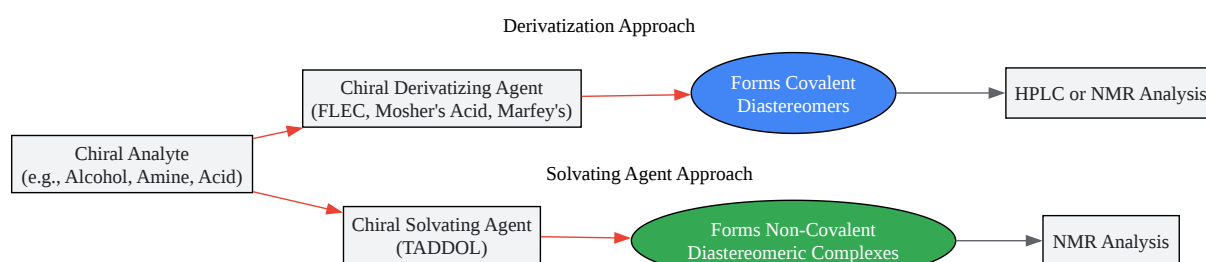 Derivatization Approach
Chiral Derivatizing Agent
(FLEC, Mosher's Acid, Marfey's)
Forms Covalent
Diastereomers
HPLC or NMR Analysis
Chiral Analyte
(e.g., Alcohol, Amine, Acid)
Solvating Agent Approach
Chiral Solvating Agent
(TADDOL)
Forms Non-Covalent
Diastereomeric Complexes
NMR Analysis